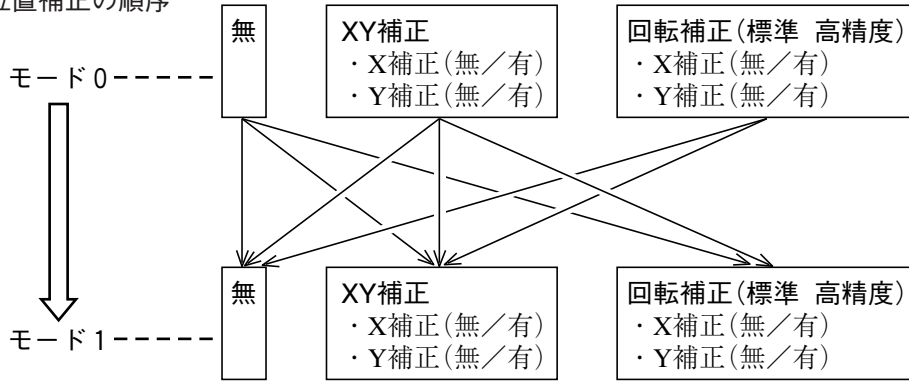 位置補正の順序
無
XY補正
・X補正(無／有)
・Y補正(無／有)
回転補正(標準 高精度)
・X補正(無／有)
・Y補正(無／有)
モード0
無
XY補正
・X補正(無／有)
・Y補正(無／有)
回転補正(標準 高精度)
・X補正(無／有)
・Y補正(無／有)
モード1